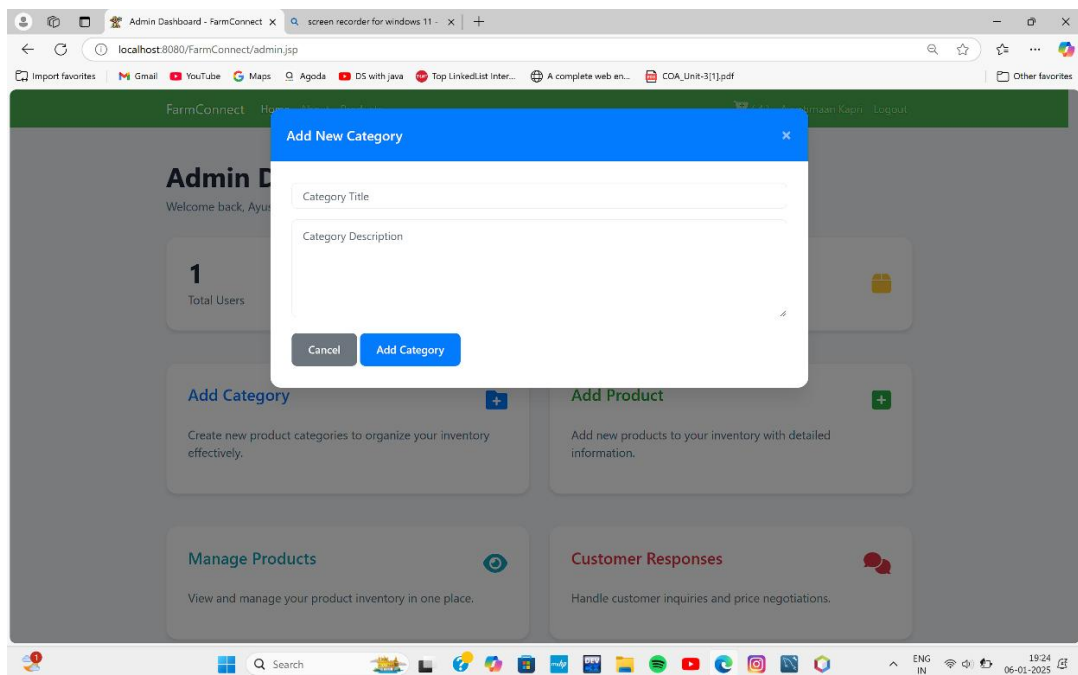 Admin Dashboard - FarmConnect
screen recorder for windows 11 -
localhost:8080/FarmConnect/admin.jsp
Import favorites Gmail YouTube Maps Agoda DS with java Top LinkedList Inter... A complete web en... COA_Unit-3[1].pdf Other favorites
FarmConnect Kapri Logout
Add New Category ×
Admin
Welcome back,
Category Title
Category Description
1
Total Users
Cancel Add Category
Add Category Add Product
Create new product categories to organize your inventory
effectively.
Add new products to your inventory with detailed
information.
Manage Products Customer Responses
View and manage your product inventory in one place. Handle customer inquiries and price negotiations.
1
Search
ENG
IN
19:24
06-01-2025